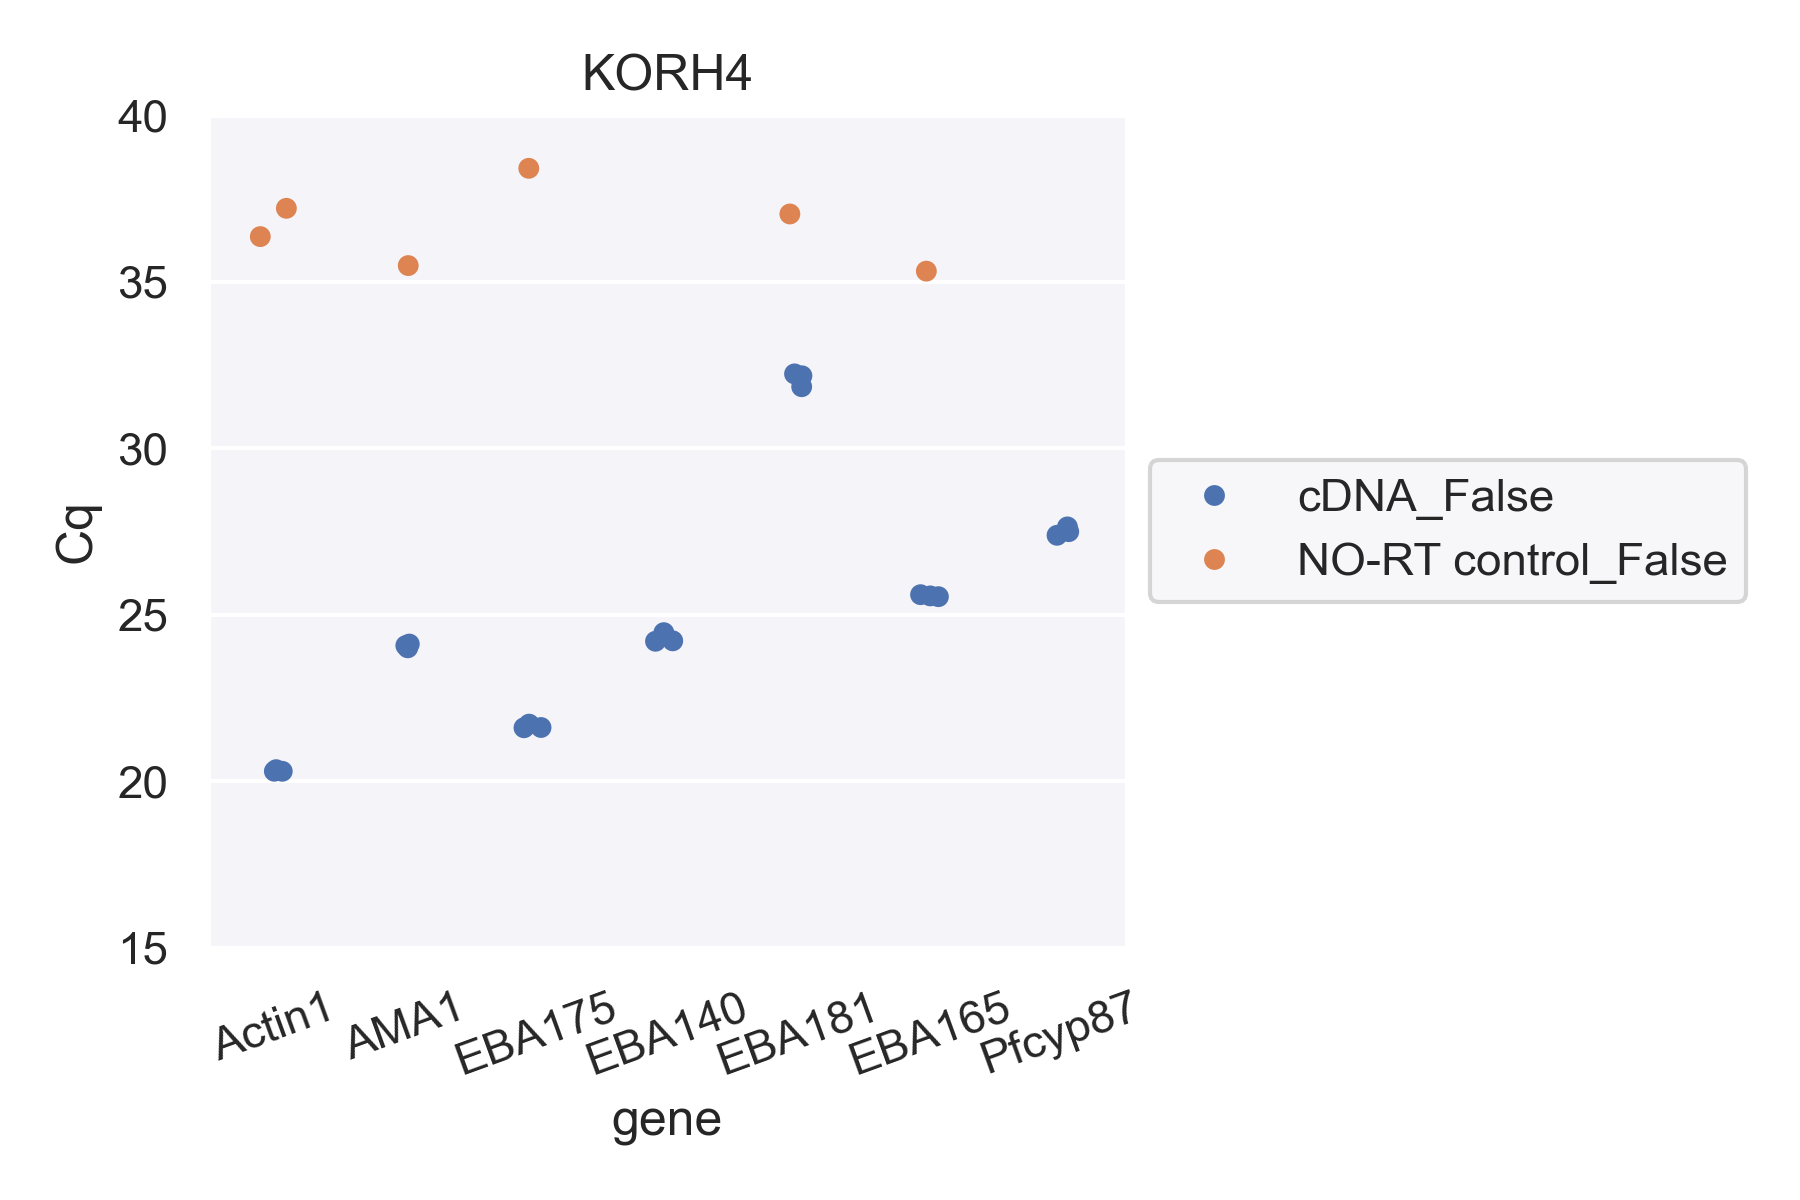 KORH4
40
35
30
25
20
15
Cq
Actin1
AMA1
EBA175
EBA140
EBA181
EBA165
Pfcyp87
gene
cDNA_False
NO-RT control_False